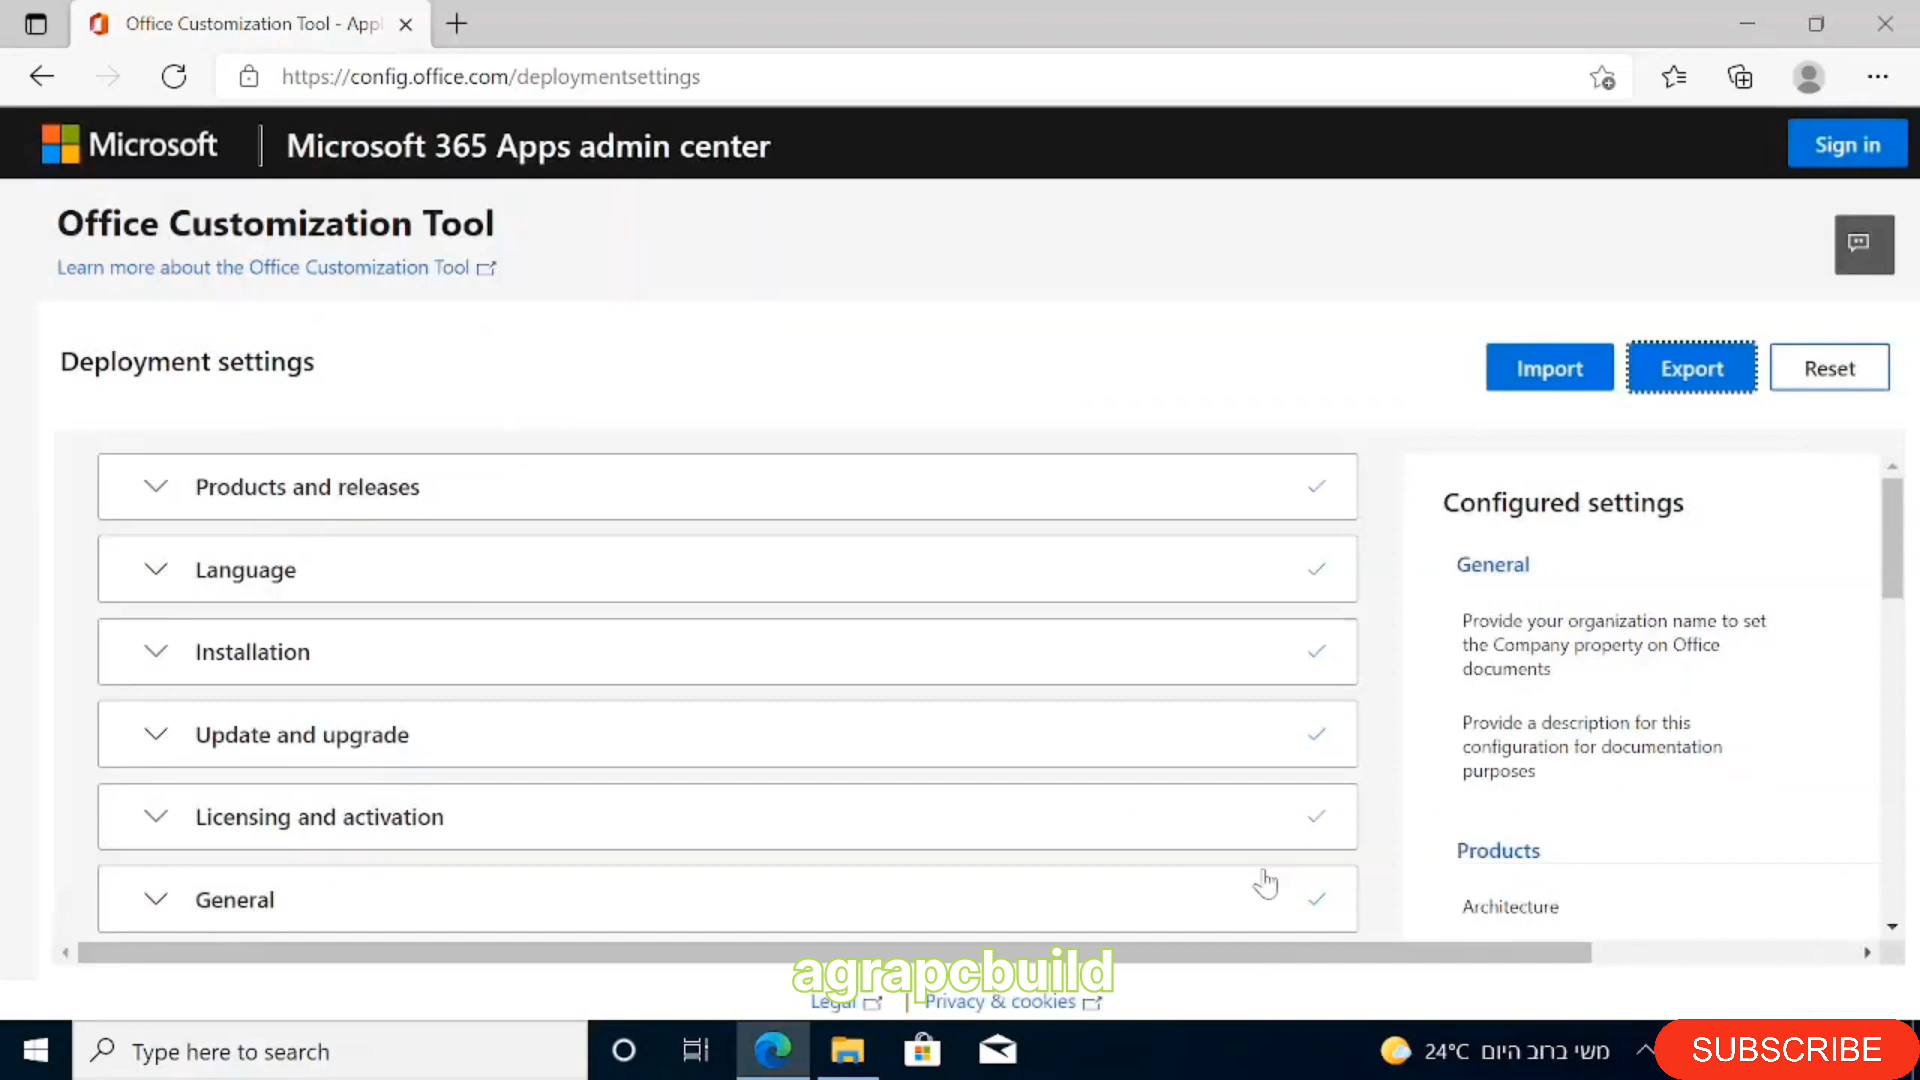 Office Customization Tool - Appl
https://config.office.com/deploymentsettings
Microsoft
Microsoft 365 Apps admin center
Sign in
Office Customization Tool
Learn more about the Office Customization Tool
Deployment settings
Import
Export
Reset
Products and releases
Language
Installation
Update and upgrade
Licensing and activation
General
Configured settings
General
Provide your organization name to set
the Company property on Office
documents
Provide a description for this
configuration for documentation
purposes
Products
Architecture
agrapcbuild
Legal
Privacy & cookies
Type here to search
24°C משי ברוב היום
SUBSCRIBE